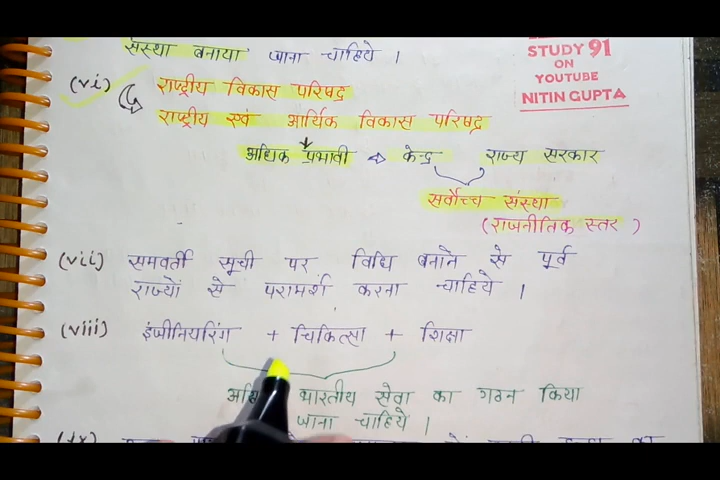 संस्था बनाया जाना चाहिये ।
STUDY 91
ON
YOUTUBE
NITIN GUPTA
(vi) राष्ट्रीय विकास परिषद
राष्ट्रीय एवं आर्थिक विकास परिषद
अधिक प्रभावी ⇒ केन्द्र राज्य सरकार
सर्वोच्च संस्था
(राजनीतिक स्तर )
(vii) समवर्ती सूची पर विधि बनाने से पूर्व
राज्यों से परामर्श करना चाहिये ।
(viii) इंजीनियरिंग + चिकित्सा + शिक्षा
भारतीय सेवा का गठन किया
जाना चाहिये ।